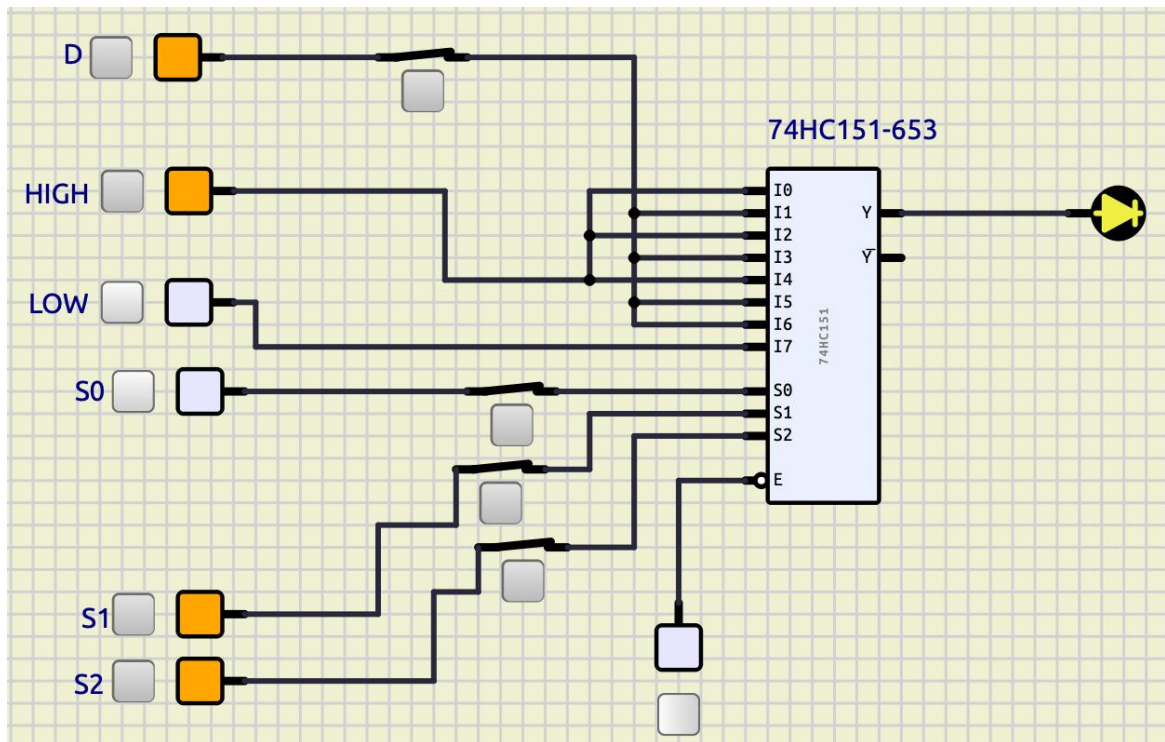 D
74HC151-653
HIGH
I0
I1
Y
I2
I3
Y̅
I4
LOW
I5
I6
I7
74HC151
S0
S0
S1
S2
E
S1
S2